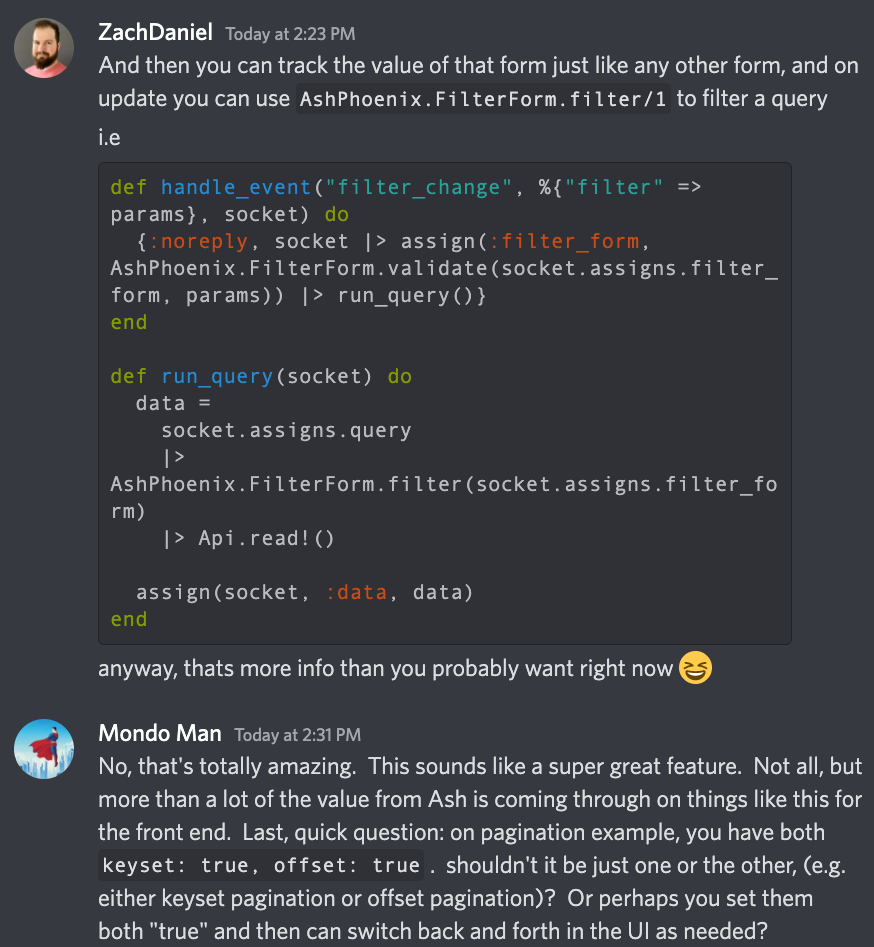 ZachDaniel Today at 2:23 PM
And then you can track the value of that form just like any other form, and on
update you can use AshPhoenix.FilterForm.filter/1 to filter a query
i.e
def handle_event("filter_change", %{"filter" =>
params}, socket) do
  {:noreply, socket |> assign(:filter_form,
AshPhoenix.FilterForm.validate(socket.assigns.filter_
form, params)) |> run_query()}
end

def run_query(socket) do
  data =
    socket.assigns.query
    |>
AshPhoenix.FilterForm.filter(socket.assigns.filter_fo
rm)
    |> Api.read!()

  assign(socket, :data, data)
end
anyway, thats more info than you probably want right now
Mondo Man Today at 2:31 PM
No, that's totally amazing.  This sounds like a super great feature.  Not all, but
more than a lot of the value from Ash is coming through on things like this for
the front end.  Last, quick question: on pagination example, you have both
keyset: true, offset: true .  shouldn't it be just one or the other, (e.g.
either keyset pagination or offset pagination)?  Or perhaps you set them
both "true" and then can switch back and forth in the UI as needed?